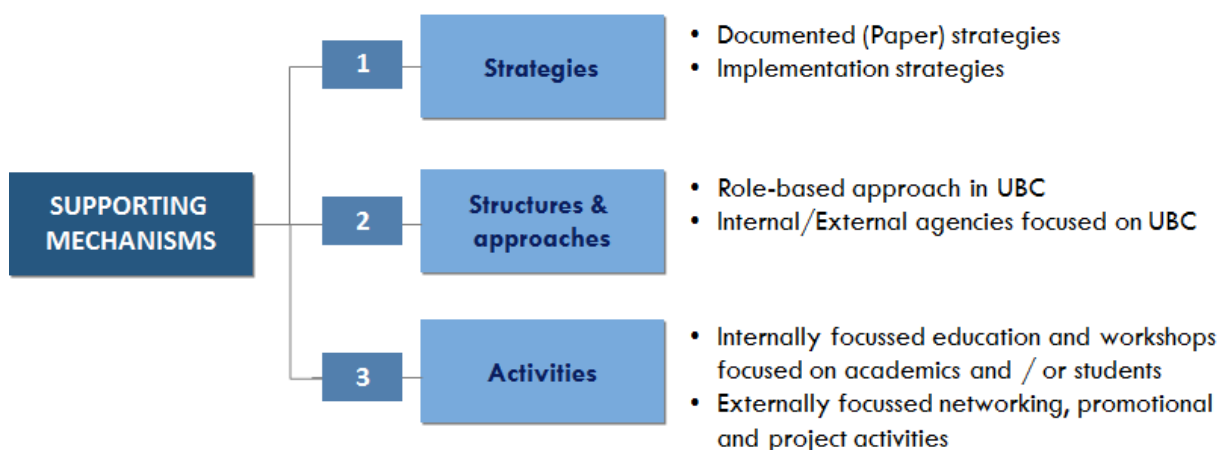 SUPPORTING
MECHANISMS
1
Strategies
• Documented (Paper) strategies
• Implementation strategies
2
Structures &
approaches
• Role-based approach in UBC
• Internal/External agencies focused on UBC
3
Activities
• Internally focussed education and workshops
focused on academics and / or students
• Externally focussed networking, promotional
and project activities